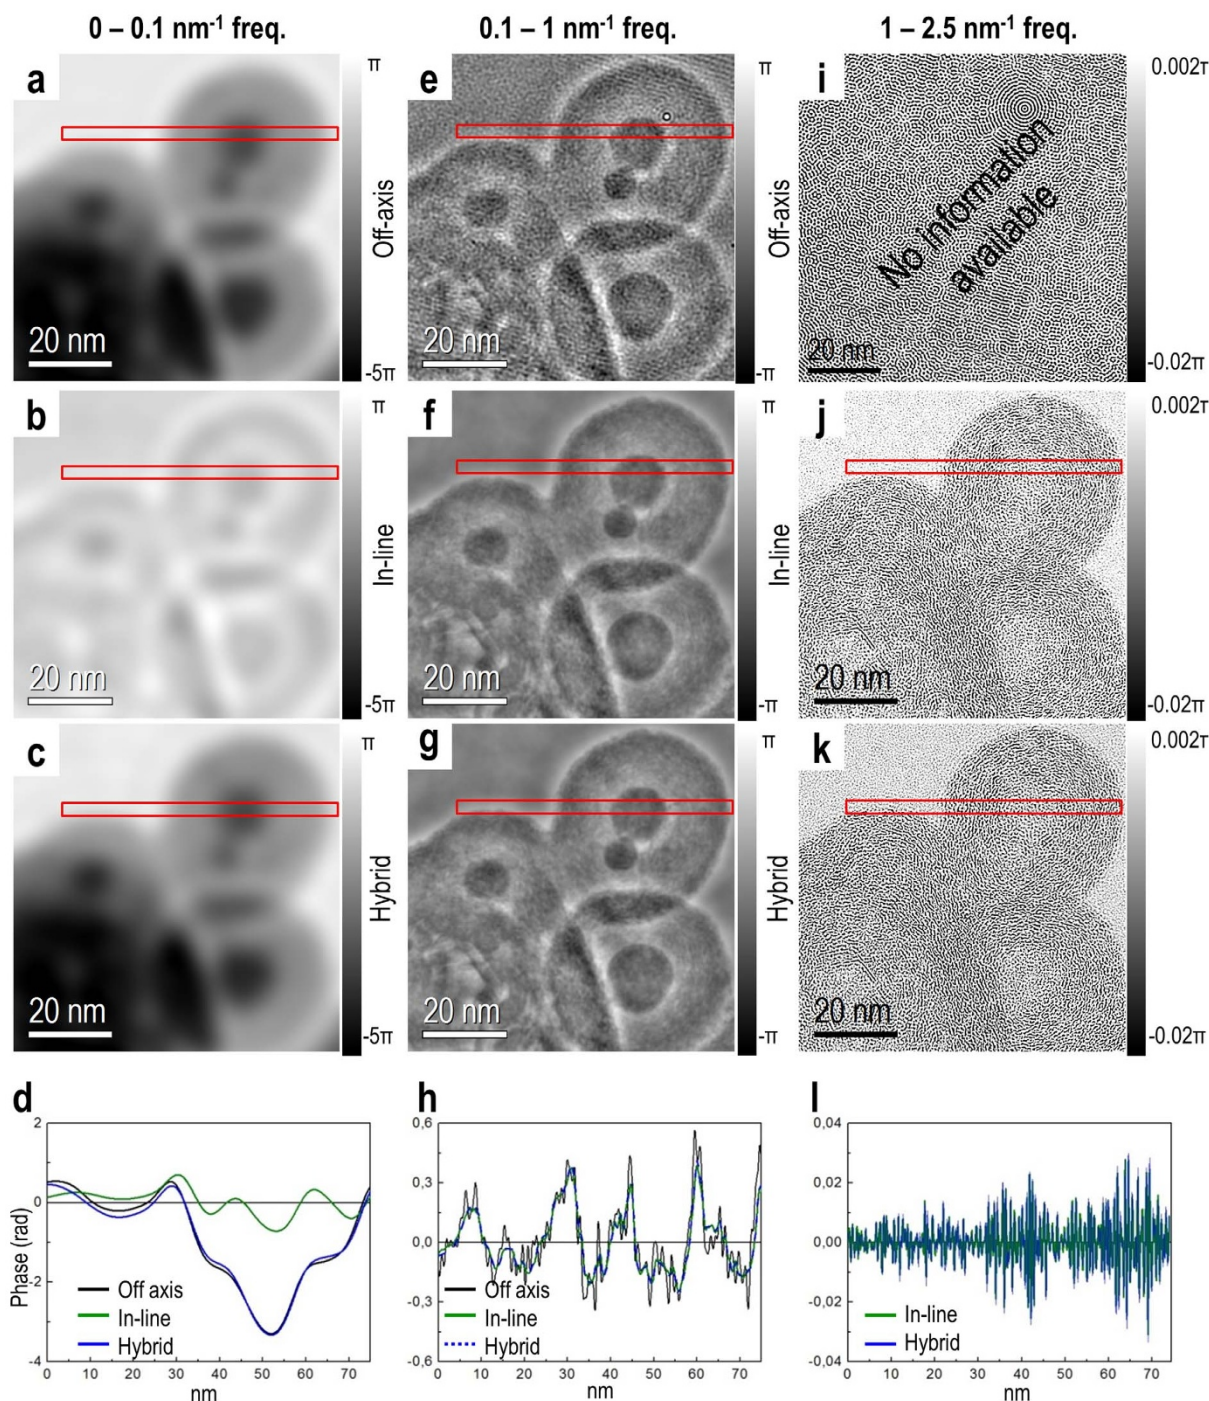 0 – 0.1 nm⁻¹ freq.
0.1 – 1 nm⁻¹ freq.
1 – 2.5 nm⁻¹ freq.
a
π
-5π
Off-axis
20 nm
e
π
-π
Off-axis
20 nm
i
0.002π
-0.02π
No information
available
20 nm
b
π
-5π
In-line
20 nm
f
π
-π
In-line
20 nm
j
0.002π
-0.02π
20 nm
c
π
-5π
Hybrid
20 nm
g
π
-π
Hybrid
20 nm
k
0.002π
-0.02π
20 nm
d
2
0
-2
-4
Phase (rad)
Off axis
In-line
Hybrid
0 10 20 30 40 50 60 70
nm
h
0,6
0,3
0,0
-0,3
-0,6
Off axis
In-line
Hybrid
0 10 20 30 40 50 60 70
nm
l
0,04
0,02
0,00
-0,02
-0,04
In-line
Hybrid
0 10 20 30 40 50 60 70
nm